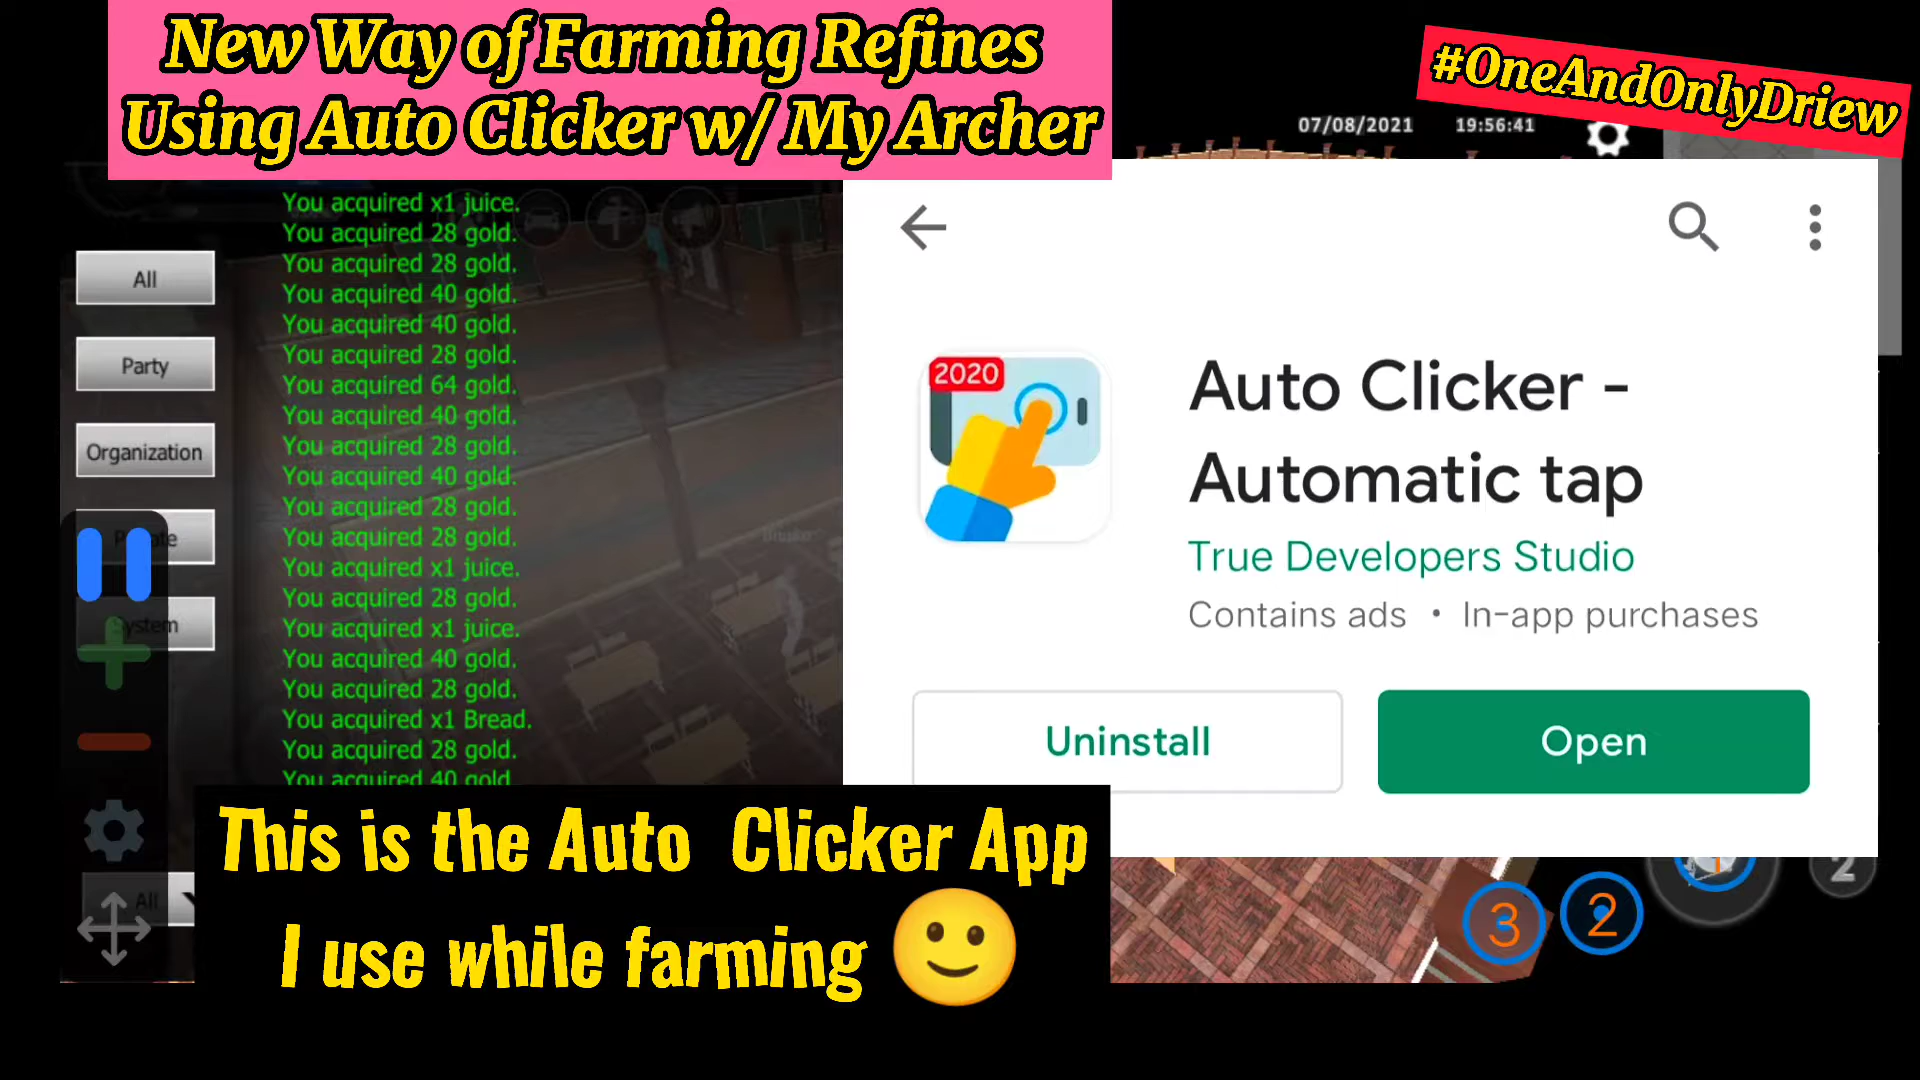 New Way of Farming Refines
Using Auto Clicker w/ My Archer
#OneAndOnlyDriew
07/08/2021 19:56:41
You acquired x1 juice.
You acquired 28 gold.
You acquired 28 gold.
You acquired 40 gold.
You acquired 40 gold.
You acquired 28 gold.
You acquired 64 gold.
You acquired 40 gold.
You acquired 28 gold.
You acquired 40 gold.
You acquired 28 gold.
You acquired 28 gold.
You acquired x1 juice.
You acquired 28 gold.
You acquired x1 juice.
You acquired 40 gold.
You acquired 28 gold.
You acquired x1 Bread.
You acquired 28 gold.
You acquired 40 gold
All
Party
Organization
System
All
2020
Auto Clicker -
Automatic tap
True Developers Studio
Contains ads • In-app purchases
Uninstall
Open
This is the Auto Clicker App
I use while farming
3
2
1
2